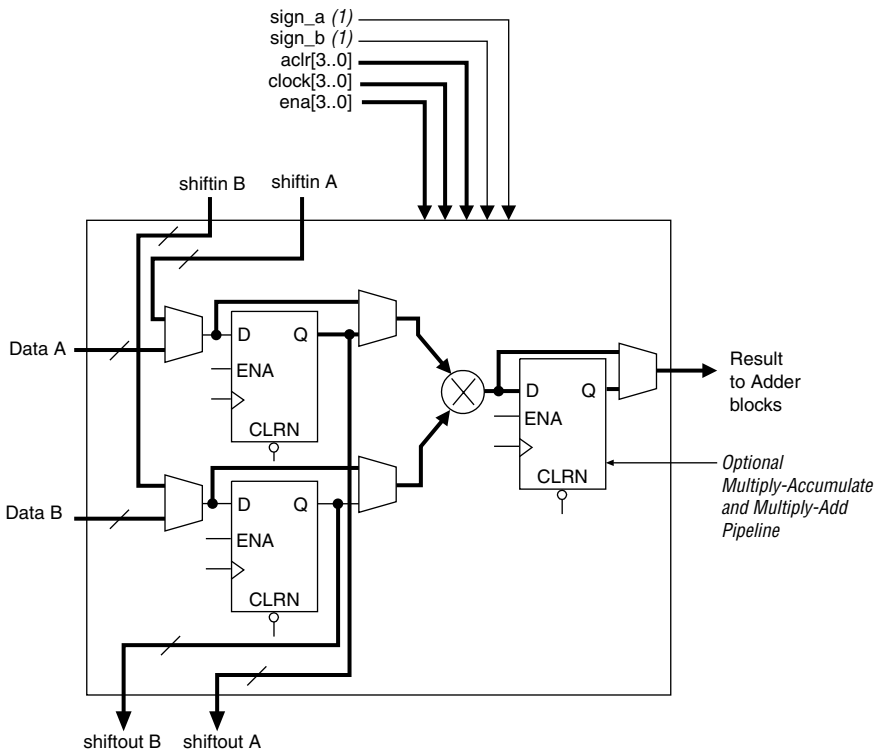 sign_a (1)
sign_b (1)
aclr[3..0]
clock[3..0]
ena[3..0]
shiftin B
shiftin A
Data A
D
Q
ENA
CLRN
Data B
D
Q
ENA
CLRN
D
Q
ENA
CLRN
Result
to Adder
blocks
Optional
Multiply-Accumulate
and Multiply-Add
Pipeline
shiftout B
shiftout A